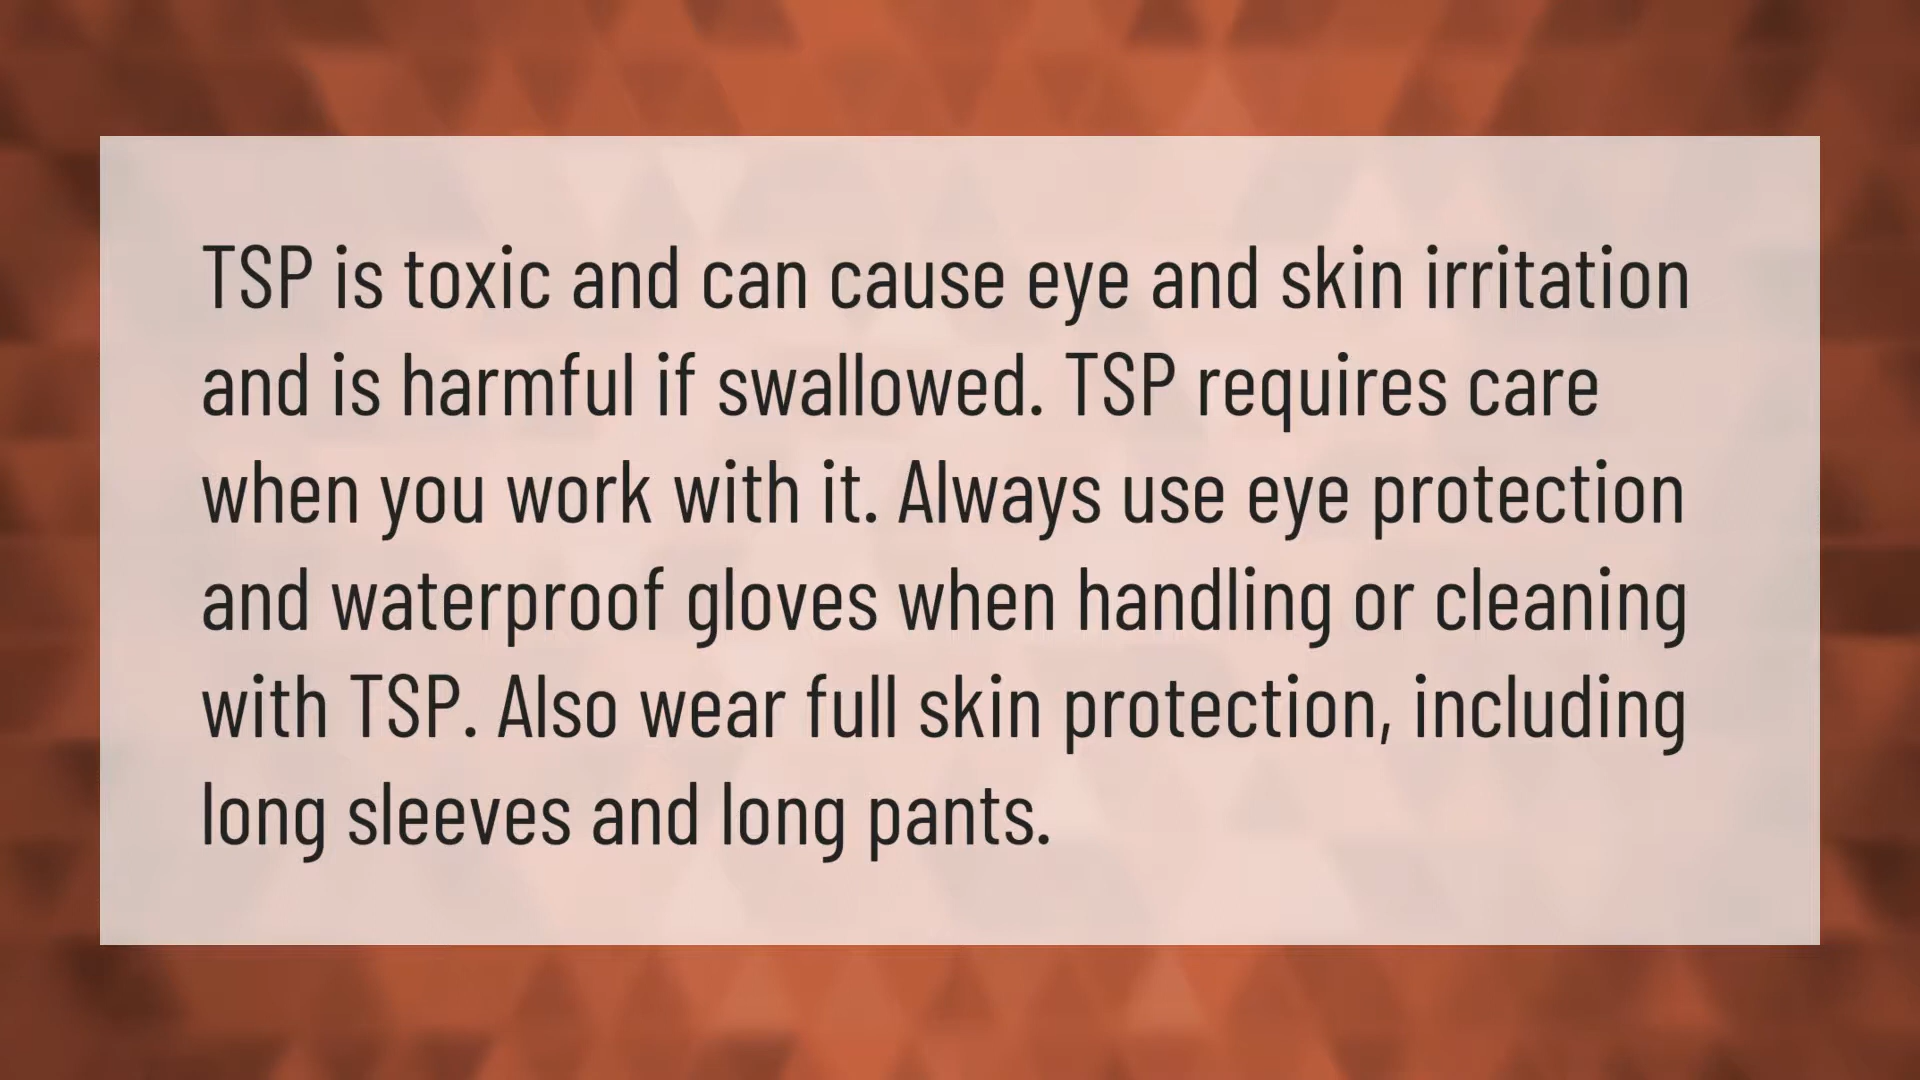 TSP is toxic and can cause eye and skin irritation
and is harmful if swallowed. TSP requires care
when you work with it. Always use eye protection
and waterproof gloves when handling or cleaning
with TSP. Also wear full skin protection, including
long sleeves and long pants.